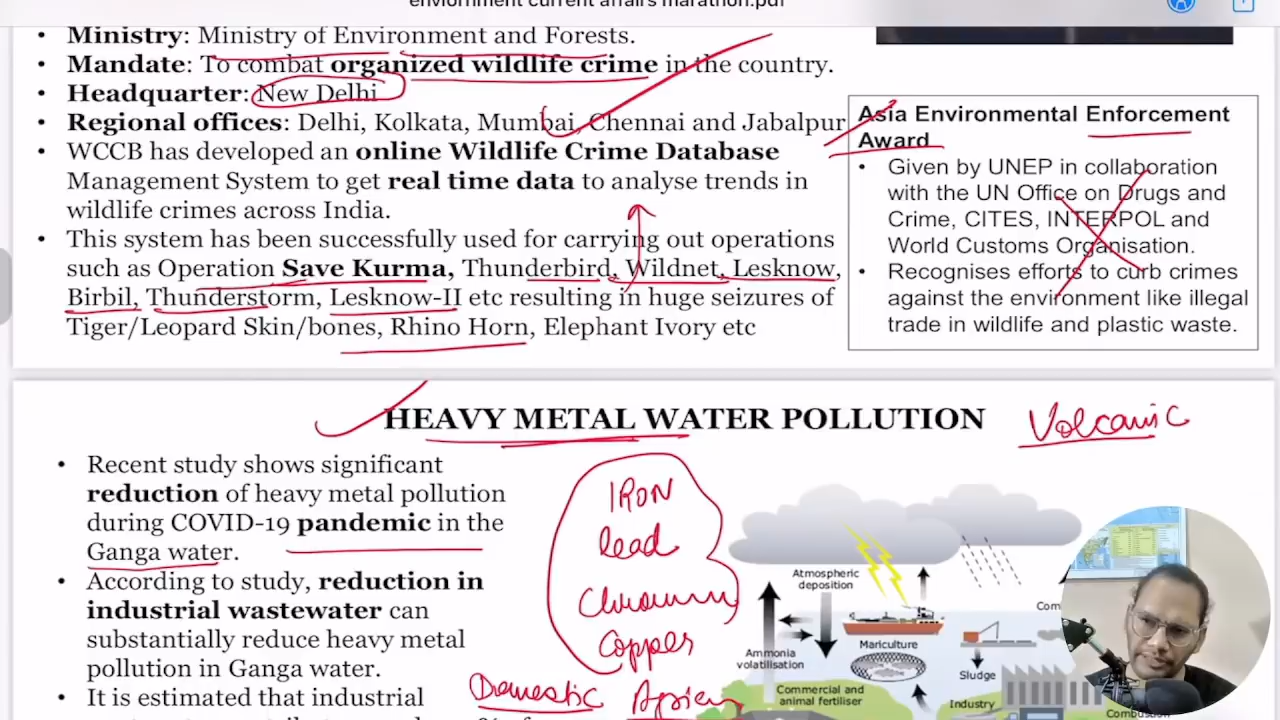 enviornment current affairs marathon.pdf
• Ministry: Ministry of Environment and Forests.
• Mandate: To combat organized wildlife crime in the country.
• Headquarter: New Delhi
• Regional offices: Delhi, Kolkata, Mumbai, Chennai and Jabalpur
• WCCB has developed an online Wildlife Crime Database
Management System to get real time data to analyse trends in
wildlife crimes across India.
• This system has been successfully used for carrying out operations
such as Operation Save Kurma, Thunderbird, Wildnet, Lesknow,
Birbil, Thunderstorm, Lesknow-II etc resulting in huge seizures of
Tiger/Leopard Skin/bones, Rhino Horn, Elephant Ivory etc
Asia Environmental Enforcement
Award
• Given by UNEP in collaboration
with the UN Office on Drugs and
Crime, CITES, INTERPOL and
World Customs Organisation.
• Recognises efforts to curb crimes
against the environment like illegal
trade in wildlife and plastic waste.
HEAVY METAL WATER POLLUTION
Volcanic
• Recent study shows significant
reduction of heavy metal pollution
during COVID-19 pandemic in the
Ganga water.
• According to study, reduction in
industrial wastewater can
substantially reduce heavy metal
pollution in Ganga water.
• It is estimated that industrial
IRON
lead
Chromium
Copper
Domestic
Atmospheric
deposition
Mariculture
Ammonia
volatilisation
Sludge
Commercial and
animal fertiliser
Industry